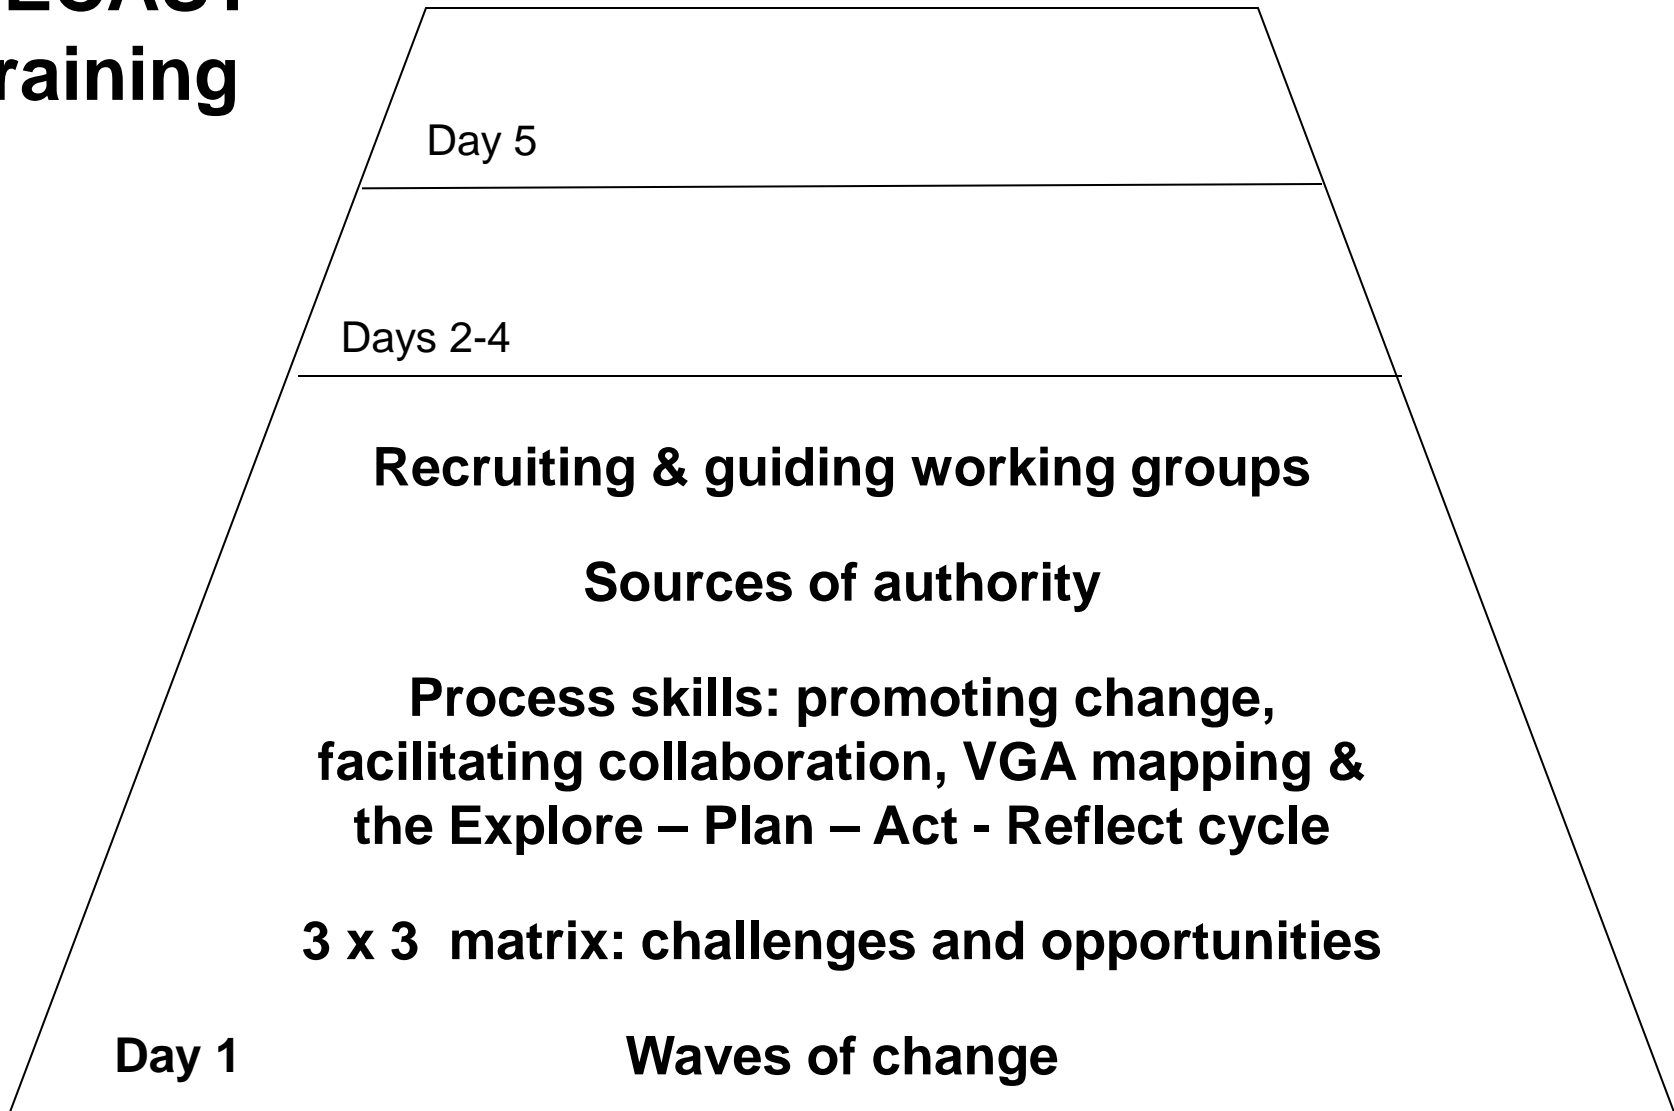 raining
Day 5
Days 2-4
Recruiting & guiding working groups
Sources of authority
Process skills: promoting change,
facilitating collaboration, VGA mapping &
the Explore – Plan – Act - Reflect cycle
3 x 3 matrix: challenges and opportunities
Day 1 Waves of change